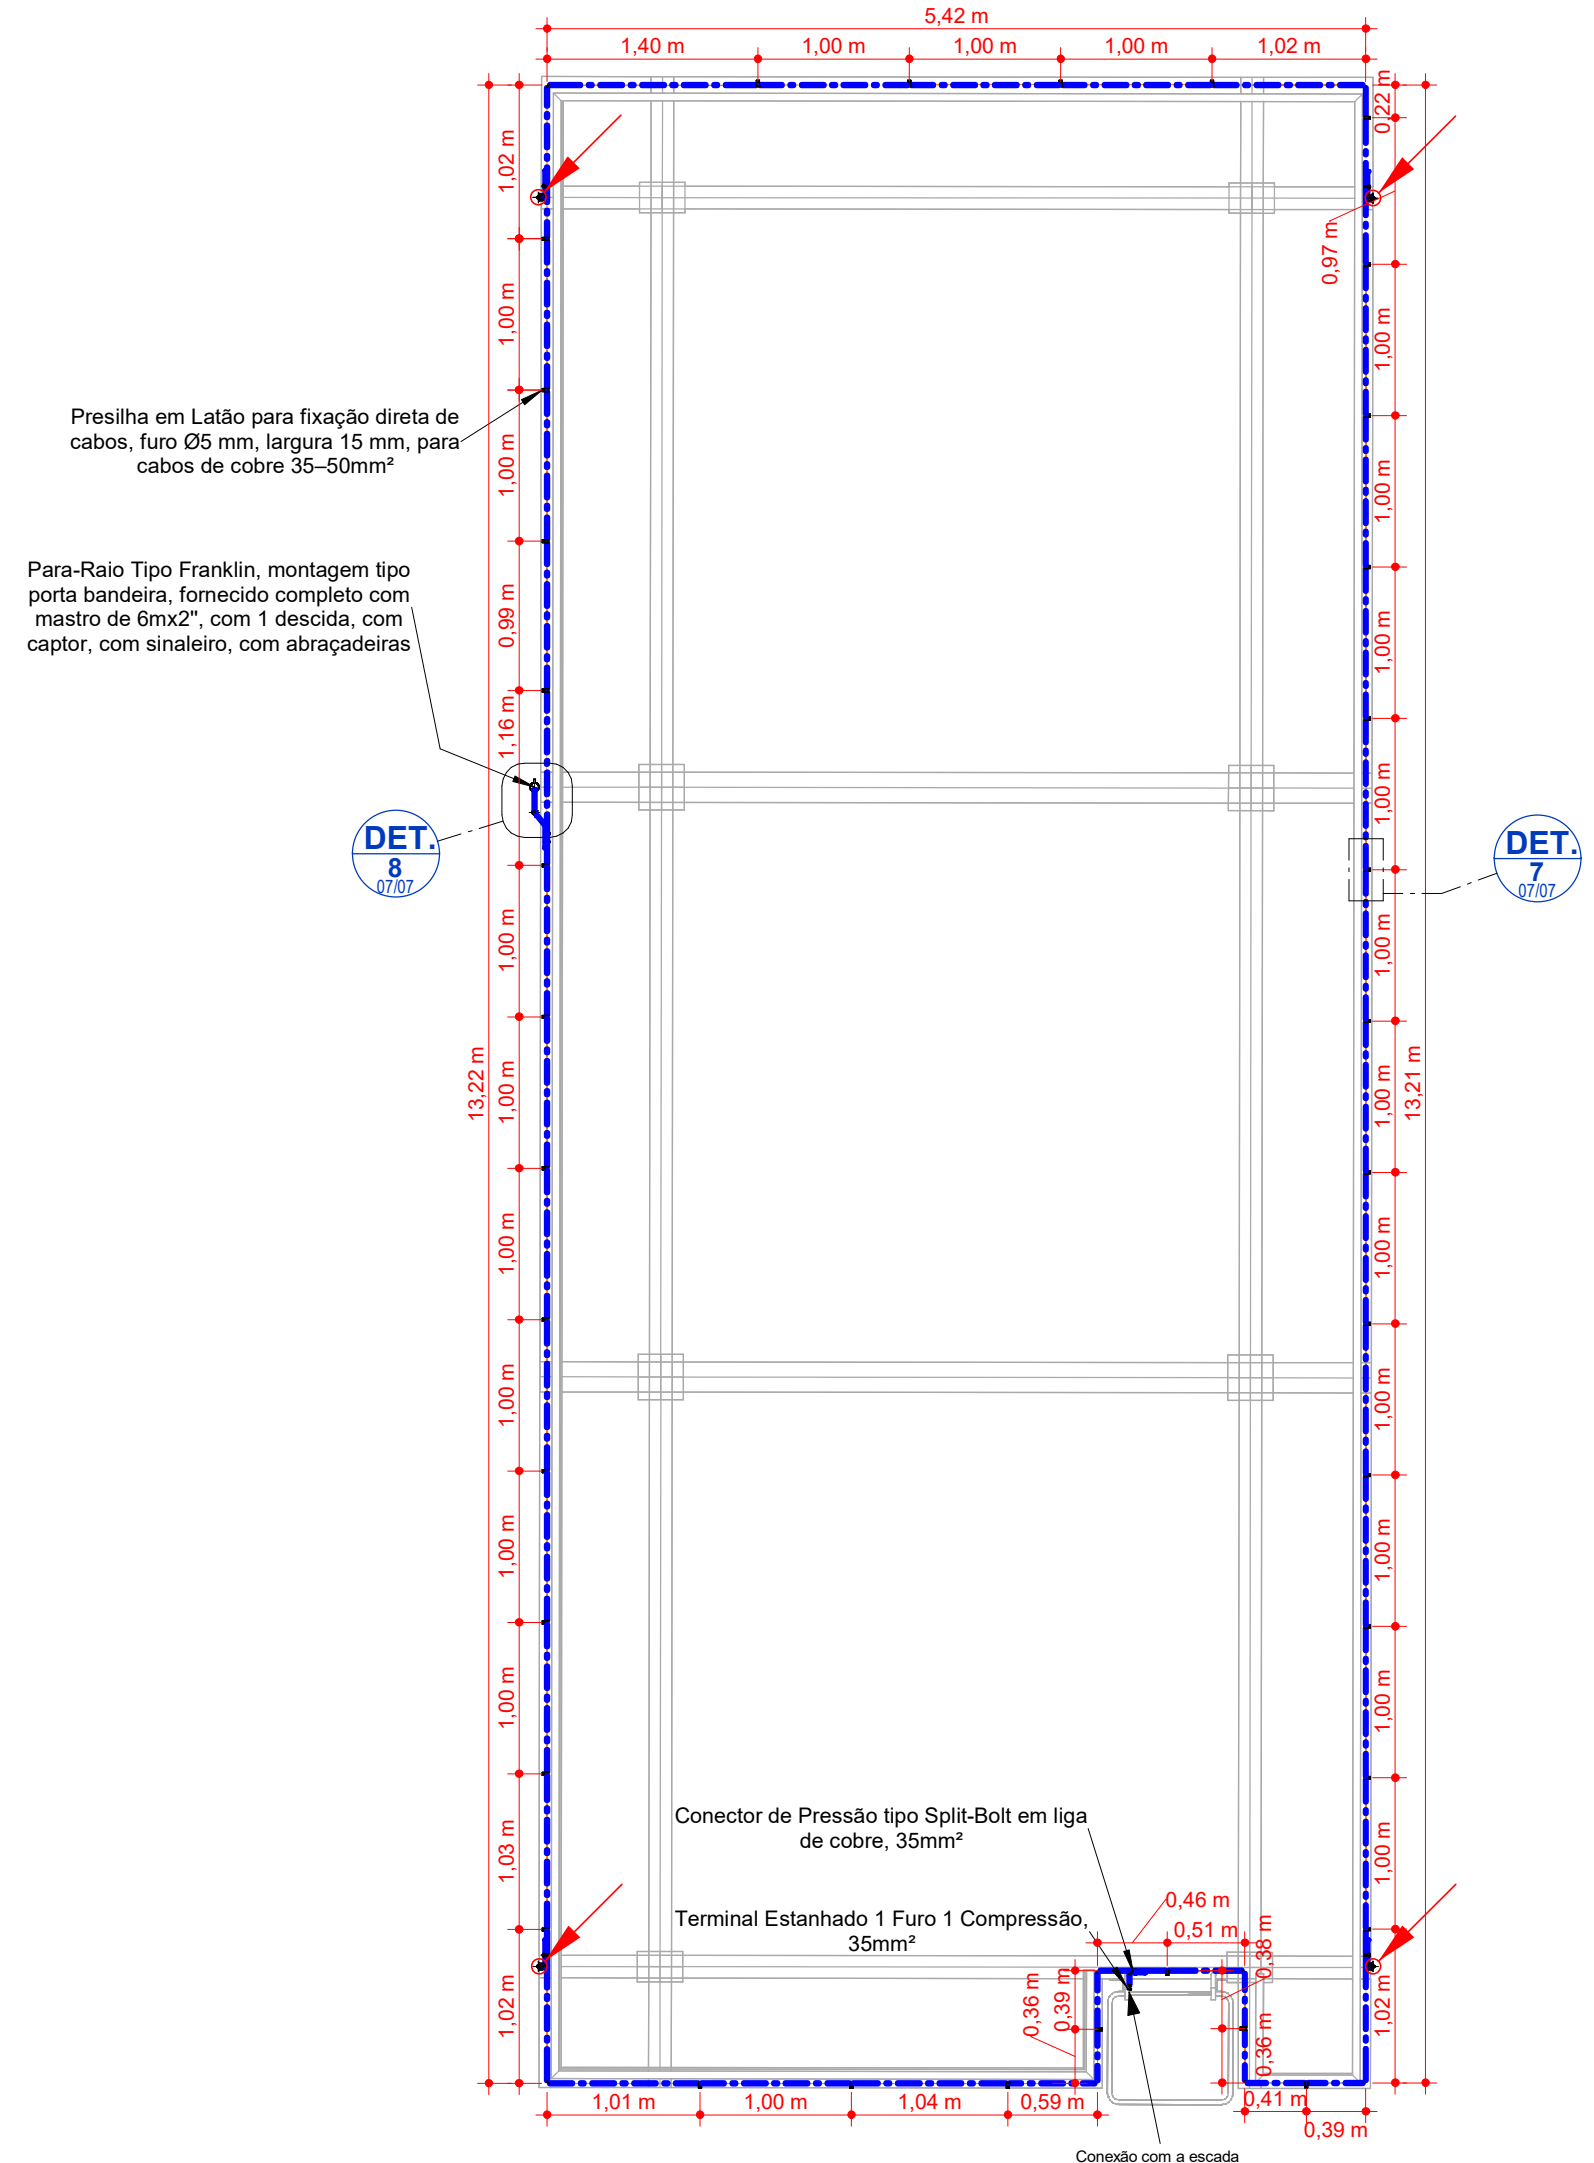 5,42 m
1,40 m
1,00 m
1,00 m
1,00 m
1,02 m
0,22 m
1,02 m
0,97 m
1,00 m
1,00 m
Presilha em Latão para fixação direta de
cabos, furo Ø5 mm, largura 15 mm, para
cabos de cobre 35–50mm²
1,00 m
1,00 m
Para-Raio Tipo Franklin, montagem tipo
porta bandeira, fornecido completo com
mastro de 6mx2", com 1 descida, com
captor, com sinaleiro, com abraçadeiras
0,99 m
1,00 m
1,16 m
1,00 m
DET.
8
07/07
DET.
7
07/07
1,00 m
1,00 m
13,22 m
1,00 m
1,00 m
13,21 m
1,00 m
1,00 m
1,00 m
1,00 m
1,00 m
1,00 m
1,00 m
1,00 m
Conector de Pressão tipo Split-Bolt em liga
de cobre, 35mm²
1,03 m
1,00 m
0,46 m
Terminal Estanhado 1 Furo 1 Compressão,
35mm²
0,51 m
0,38 m
1,02 m
0,36 m
0,39 m
0,36 m
1,02 m
1,01 m
1,00 m
1,04 m
0,59 m
0,41 m
0,39 m
Conexão com a escada